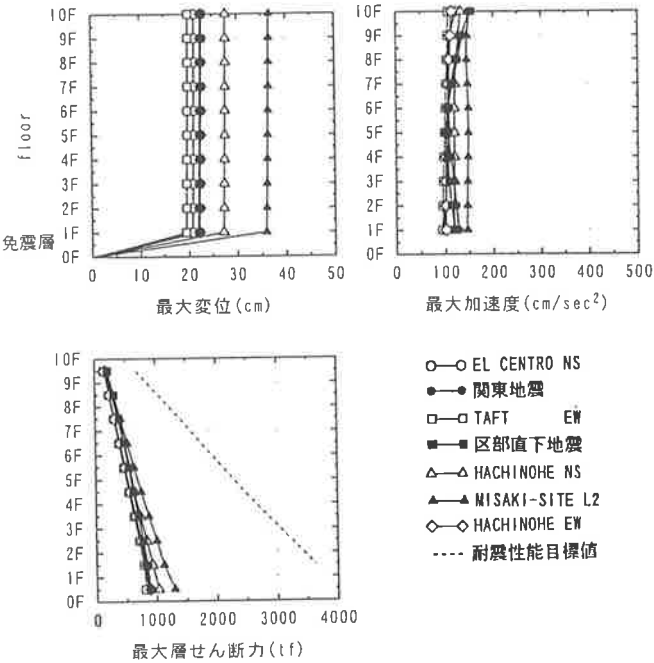 floor
10F
9F
8F
7F
6F
5F
4F
3F
2F
1F
0F
免震層
0 10 20 30 40 50
最大変位(cm)
10F
9F
8F
7F
6F
5F
4F
3F
2F
1F
0F
0 100 200 300 400 500
最大加速度(cm/sec²)
10F
9F
8F
7F
6F
5F
4F
3F
2F
1F
0F
0 1000 2000 3000 4000
最大層せん断力(tf)
EL CENTRO NS
関東地震
TAFT EW
区部直下地震
HACHINOHE NS
MISAKI-SITE L2
HACHINOHE EW
耐震性能目標値